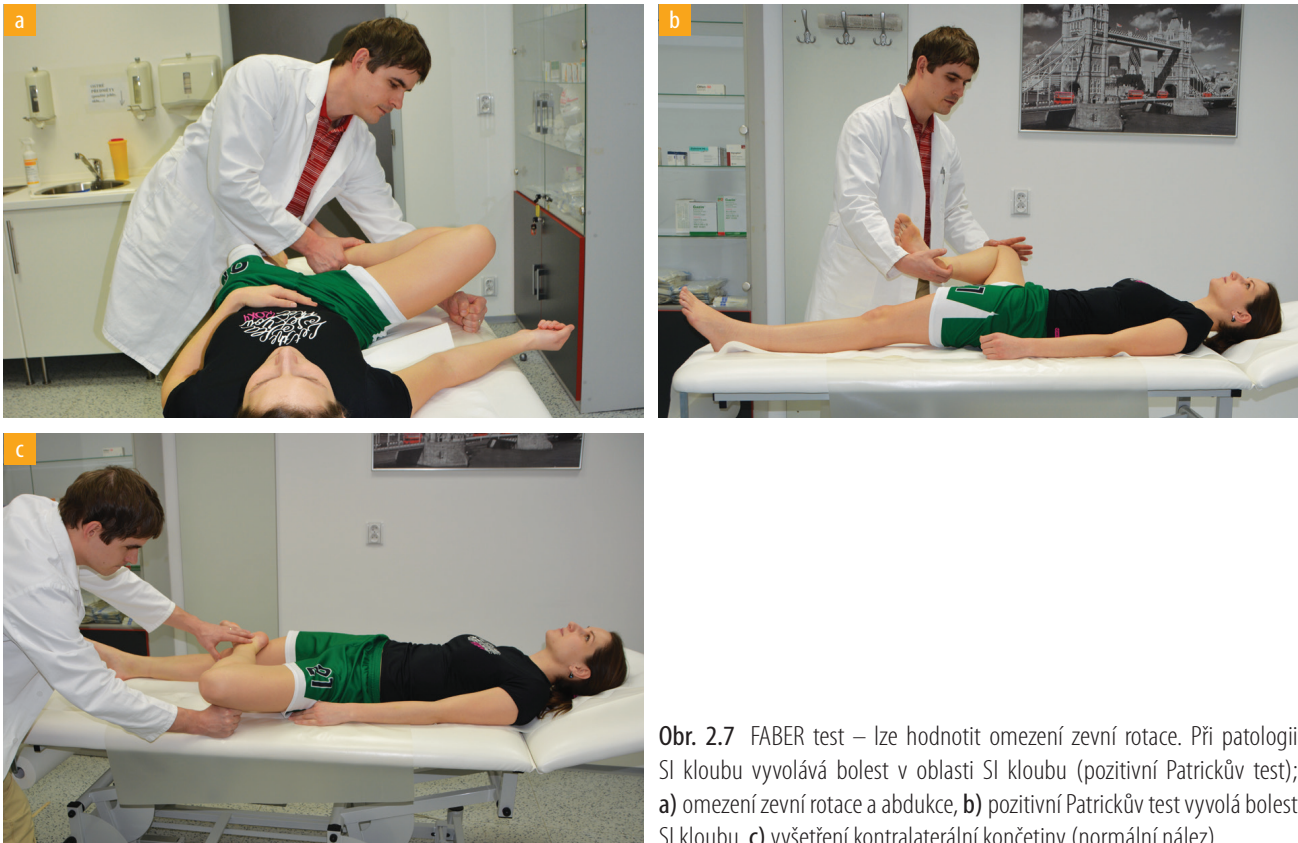 a
b
c
Obr. 2.7 FABER test – lze hodnotit omezení zevní rotace. Při patologii
SI kloubu vyvolává bolest v oblasti SI kloubu (pozitivní Patrickův test);
a) omezení zevní rotace a abdukce, b) pozitivní Patrickův test vyvolá bolest
SI kloubu, c) vyšetření kontralaterální končetiny (normální nález)